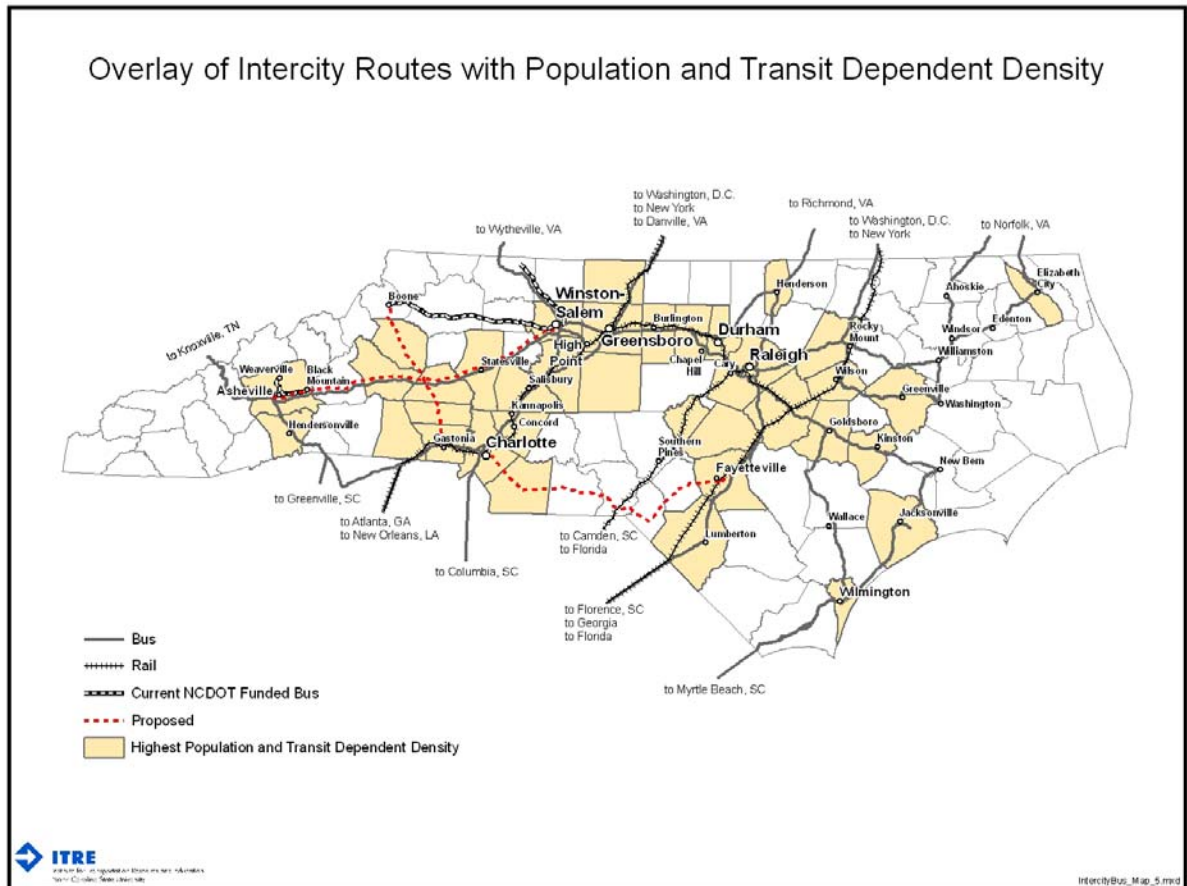 Overlay of Intercity Routes with Population and Transit Dependent Density
to Washington, D.C.
to New York
to Danville, VA
to Richmond, VA
to Washington, D.C.
to New York
to Norfolk, VA
to Wytheville, VA
to Knoxville, TN
Boone
Winston-
Salem
High
Point
Greensboro
Burlington
Durham
Chapel
Hill
Cary
Raleigh
Henderson
Rocky
Mount
Ahoskie
Elizabeth
City
Edenton
Windsor
Williamston
Weaverville
Black
Mountain
Asheville
Statesville
Salisbury
Wilson
Greenville
Washington
Hendersonville
Kannapolis
Concord
Gastonia
Charlotte
Southern
Pines
Goldsboro
Kinston
New Bern
Fayetteville
Jacksonville
Wallace
Lumberton
Wilmington
to Greenville, SC
to Atlanta, GA
to New Orleans, LA
to Columbia, SC
to Camden, SC
to Florida
to Florence, SC
to Georgia
to Florida
to Myrtle Beach, SC
Bus
Rail
Current NCDOT Funded Bus
Proposed
Highest Population and Transit Dependent Density
ITRE
IntercityBus_Map_5.mxd